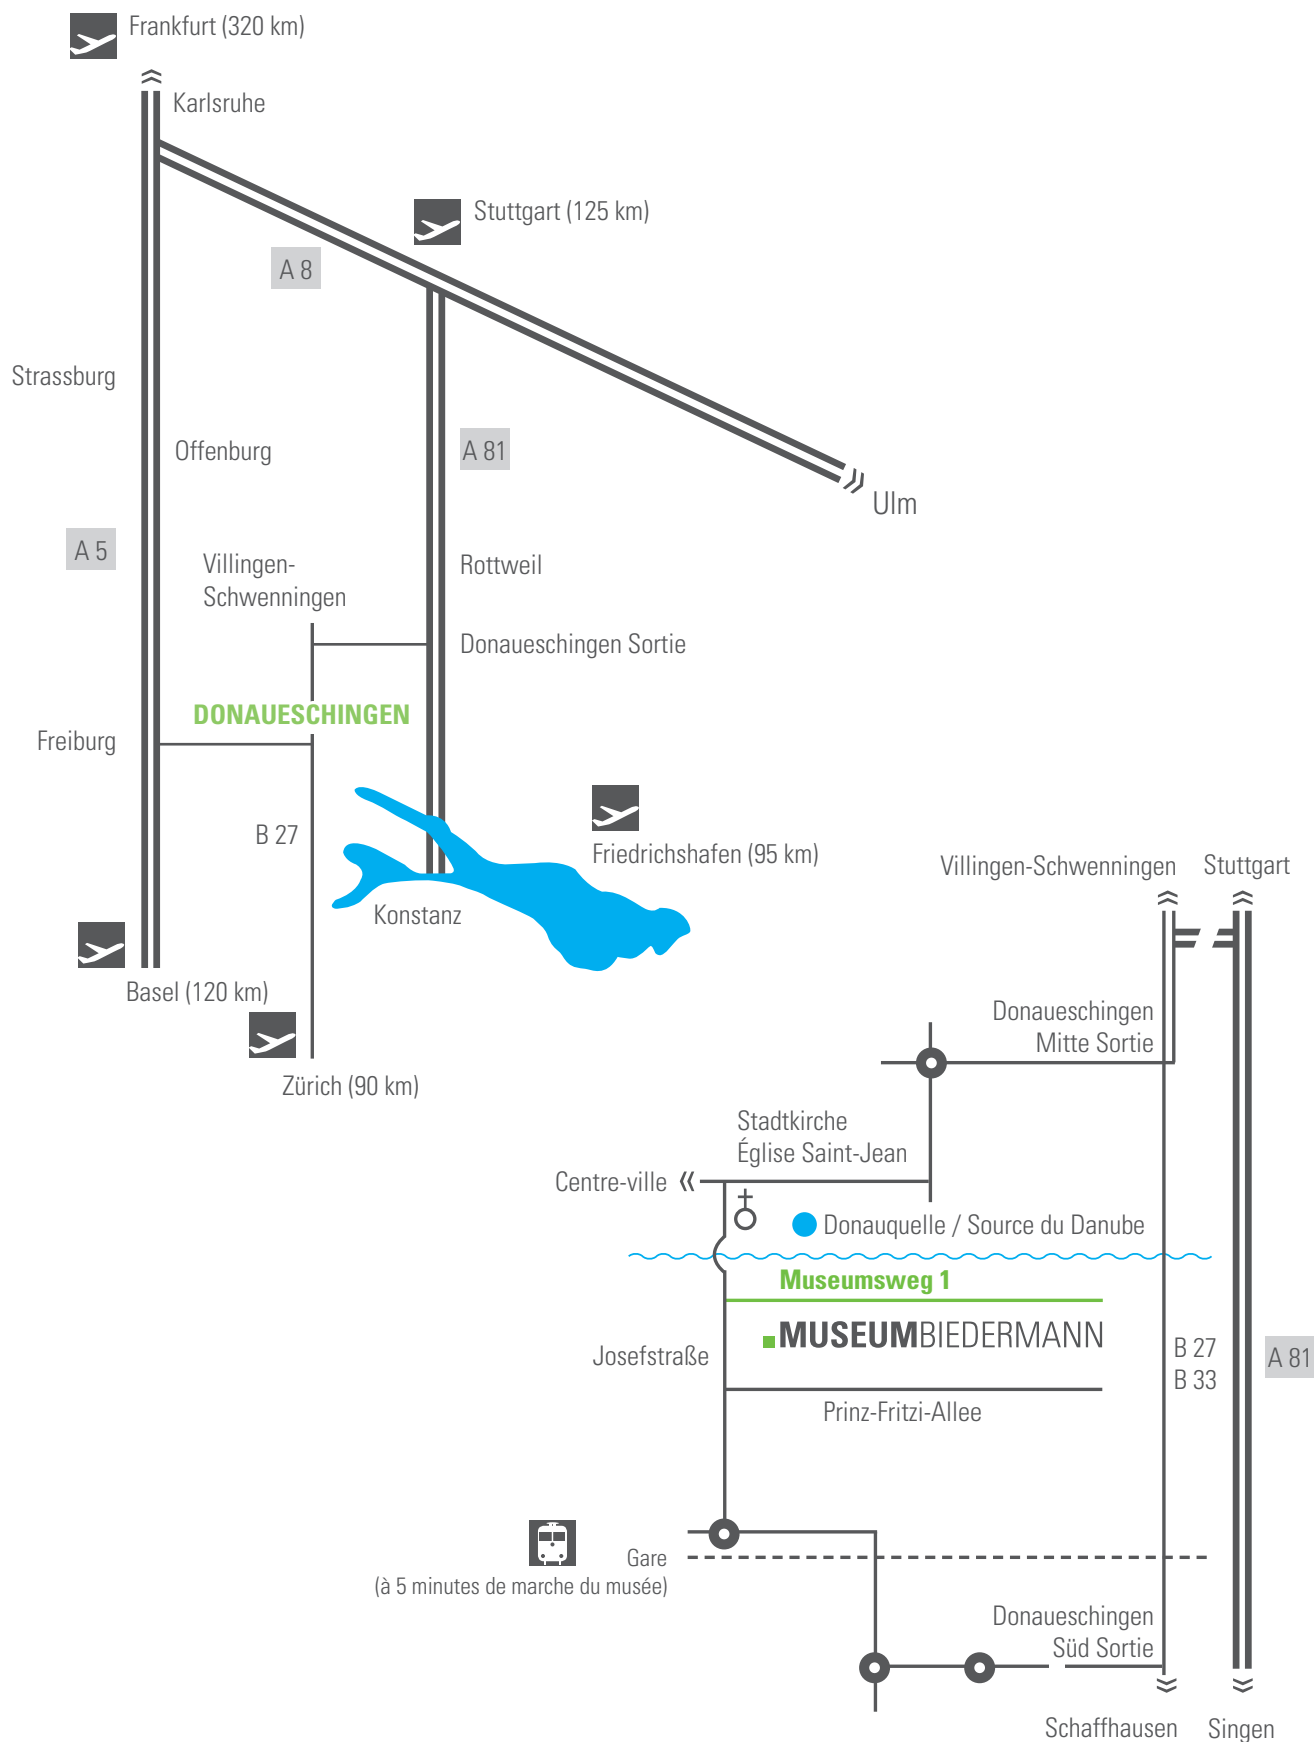 Frankfurt (320 km)
Karlsruhe
Stuttgart (125 km)
A 8
Strassburg
Offenburg
A 81
Ulm
A 5
Villingen-
Schwenningen
Rottweil
Donaueschingen Sortie
DONAUESCHINGEN
Freiburg
B 27
Friedrichshafen (95 km)
Konstanz
Basel (120 km)
Zürich (90 km)
Villingen-Schwenningen
Stuttgart
Donaueschingen
Mitte Sortie
Stadtkirche
Église Saint-Jean
Centre-ville
Donauquelle / Source du Danube
Museumsweg 1
MUSEUMBIEDERMANN
Josefstraße
B 27
B 33
A 81
Prinz-Fritzi-Allee
Gare
(à 5 minutes de marche du musée)
Donaueschingen
Süd Sortie
Schaffhausen
Singen